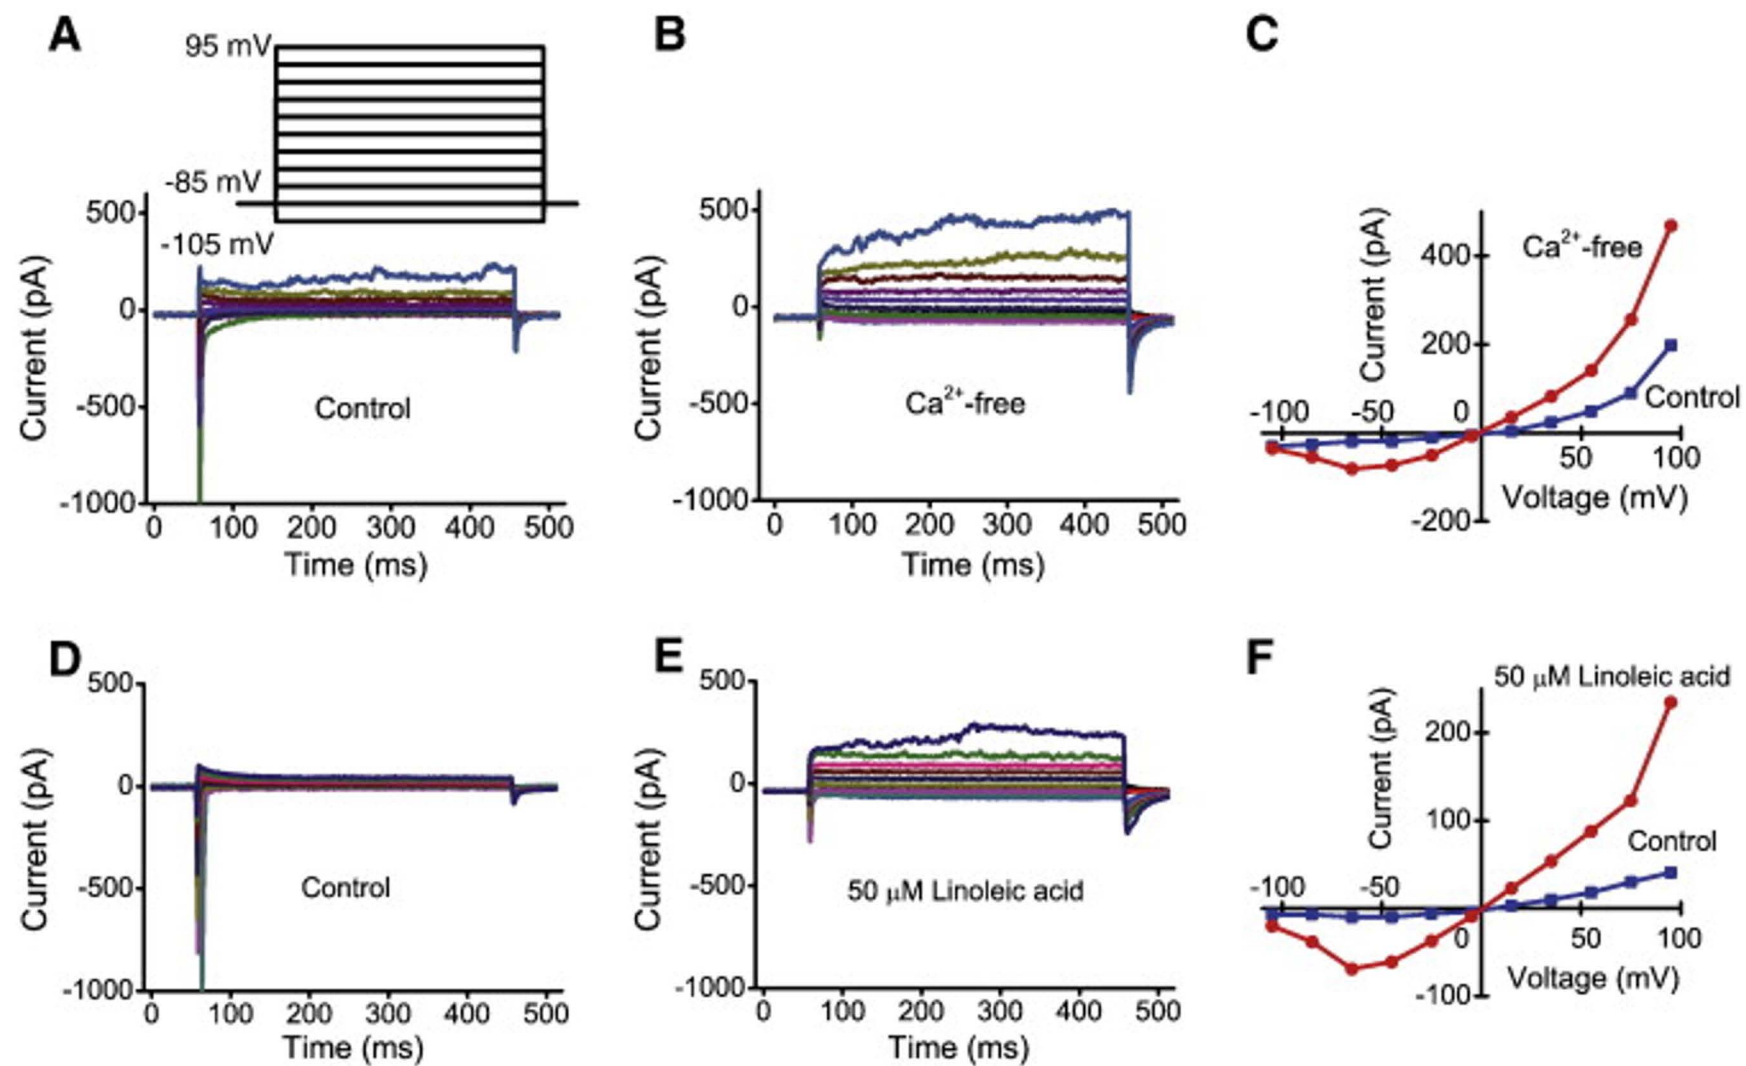 A
95 mV
-85 mV
-105 mV
500
0
-500
-1000
Current (pA)
Control
0 100 200 300 400 500
Time (ms)
B
500
0
-500
-1000
Current (pA)
Ca2+-free
0 100 200 300 400 500
Time (ms)
C
Current (pA)
400
200
-200
Ca2+-free
Control
-100 -50 0
50 100
Voltage (mV)
D
500
0
-500
-1000
Current (pA)
Control
0 100 200 300 400 500
Time (ms)
E
500
0
-500
-1000
Current (pA)
50 μM Linoleic acid
0 100 200 300 400 500
Time (ms)
F
50 μM Linoleic acid
Current (pA)
200
100
-100
Control
-100 -50
0 50 100
Voltage (mV)